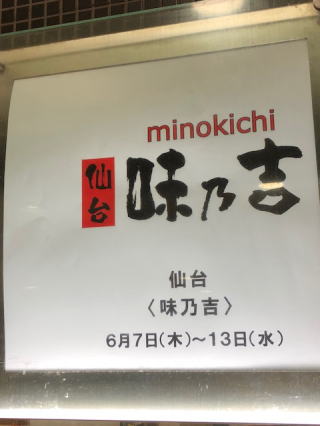 minokichi
仙台
味乃吉
仙台
〈味乃吉〉
6月7日(木)～13日(水)